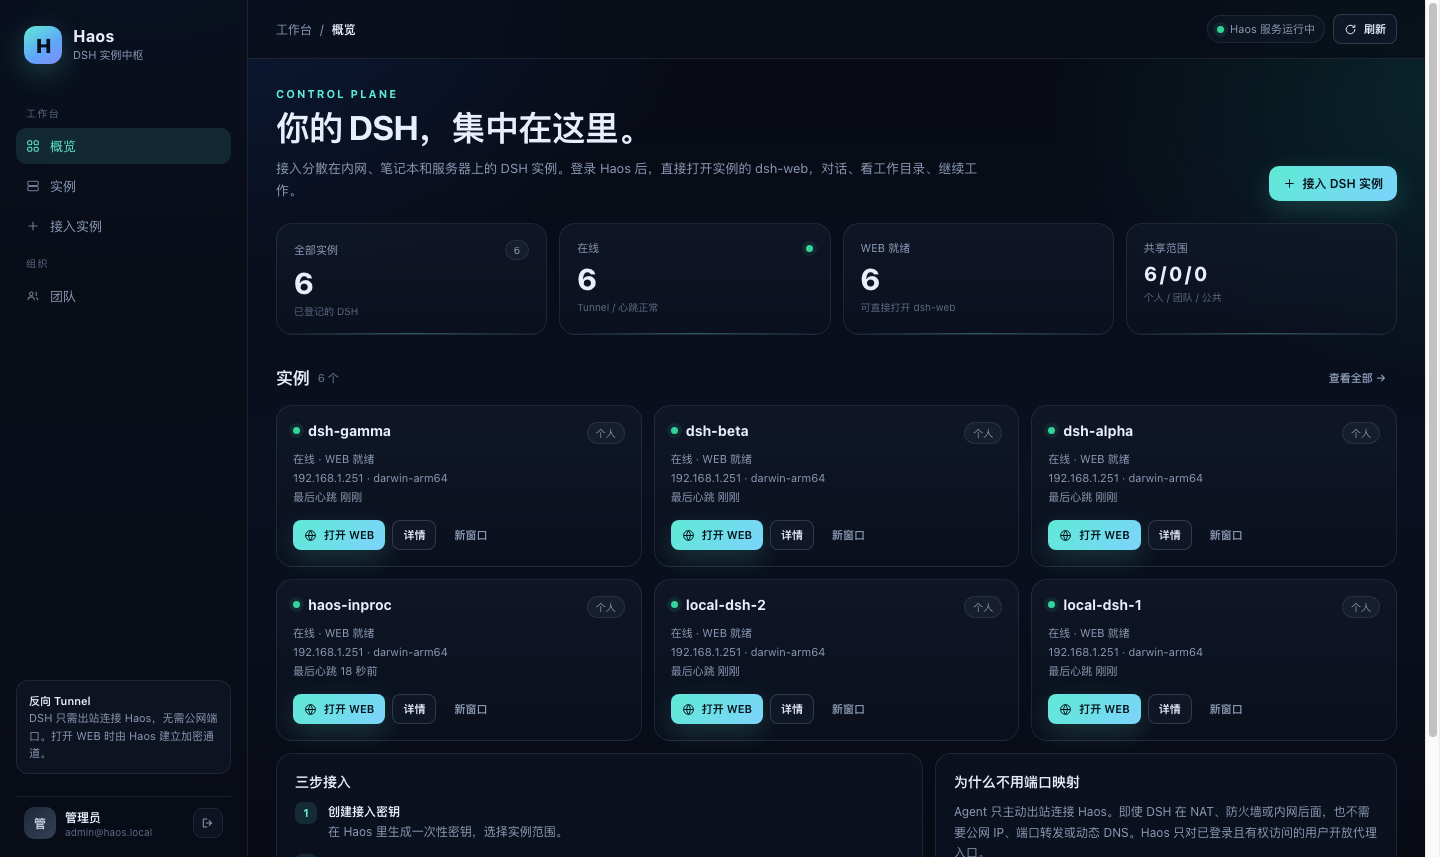 H
Haos
DSH 实例中枢
工作台
概览
实例
接入实例
组织
团队
反向 Tunnel
DSH 只需出站连接 Haos，无需公网端
口。打开 WEB 时由 Haos 建立加密通
道。
管
管理员
admin@haos.local
工作台 / 概览
Haos 服务运行中
刷新
CONTROL PLANE
你的 DSH，集中在这里。
接入分散在内网、笔记本和服务器上的 DSH 实例。登录 Haos 后，直接打开实例的 dsh-web，对话、看工作目录、继续工
作。
接入 DSH 实例
全部实例 6
6
已登记的 DSH
在线
6
Tunnel / 心跳正常
WEB 就绪
6
可直接打开 dsh-web
共享范围
6/0/0
个人 / 团队 / 公共
实例 6 个
查看全部 →
dsh-gamma 个人
在线 · WEB 就绪
192.168.1.251 · darwin-arm64
最后心跳 刚刚
打开 WEB 详情 新窗口
dsh-beta 个人
在线 · WEB 就绪
192.168.1.251 · darwin-arm64
最后心跳 刚刚
打开 WEB 详情 新窗口
dsh-alpha 个人
在线 · WEB 就绪
192.168.1.251 · darwin-arm64
最后心跳 刚刚
打开 WEB 详情 新窗口
haos-inproc 个人
在线 · WEB 就绪
192.168.1.251 · darwin-arm64
最后心跳 18 秒前
打开 WEB 详情 新窗口
local-dsh-2 个人
在线 · WEB 就绪
192.168.1.251 · darwin-arm64
最后心跳 刚刚
打开 WEB 详情 新窗口
local-dsh-1 个人
在线 · WEB 就绪
192.168.1.251 · darwin-arm64
最后心跳 刚刚
打开 WEB 详情 新窗口
三步接入
1 创建接入密钥
在 Haos 里生成一次性密钥，选择实例范围。
为什么不用端口映射
Agent 只主动出站连接 Haos。即使 DSH 在 NAT、防火墙或内网后面，也不需
要公网 IP、端口转发或动态 DNS。Haos 只对已登录且有权访问的用户开放代理
入口。